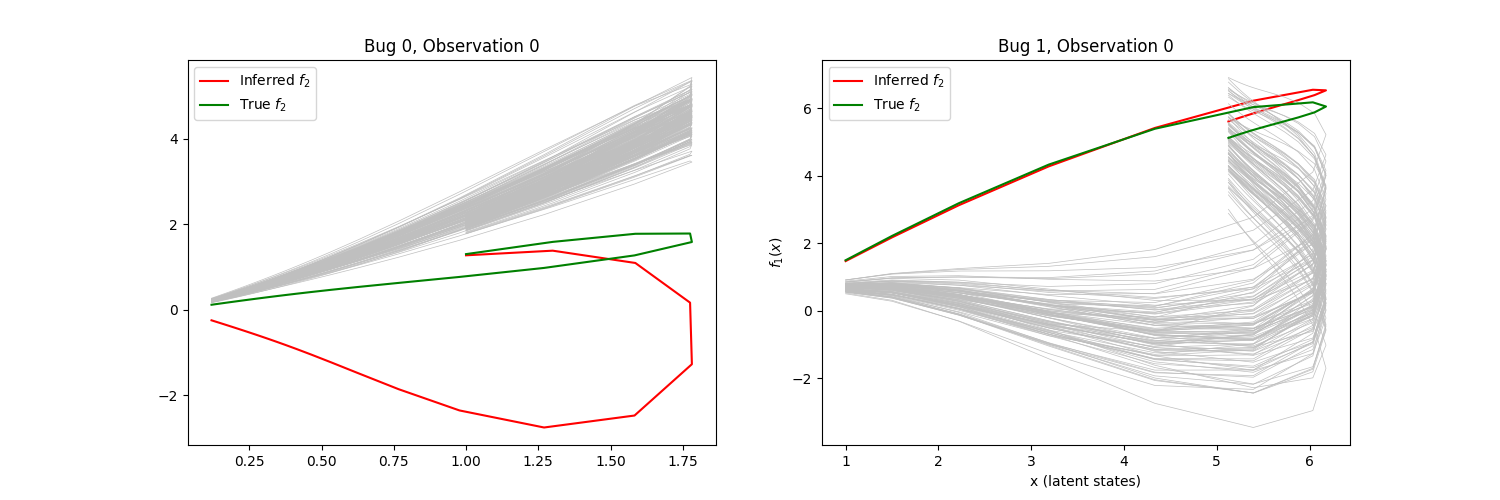 Bug 0, Observation 0
Inferred f₂
True f₂
4
2
0
−2
0.25 0.50 0.75 1.00 1.25 1.50 1.75
Bug 1, Observation 0
Inferred f₂
True f₂
f₁(x)
6
4
2
0
−2
1 2 3 4 5 6
x (latent states)